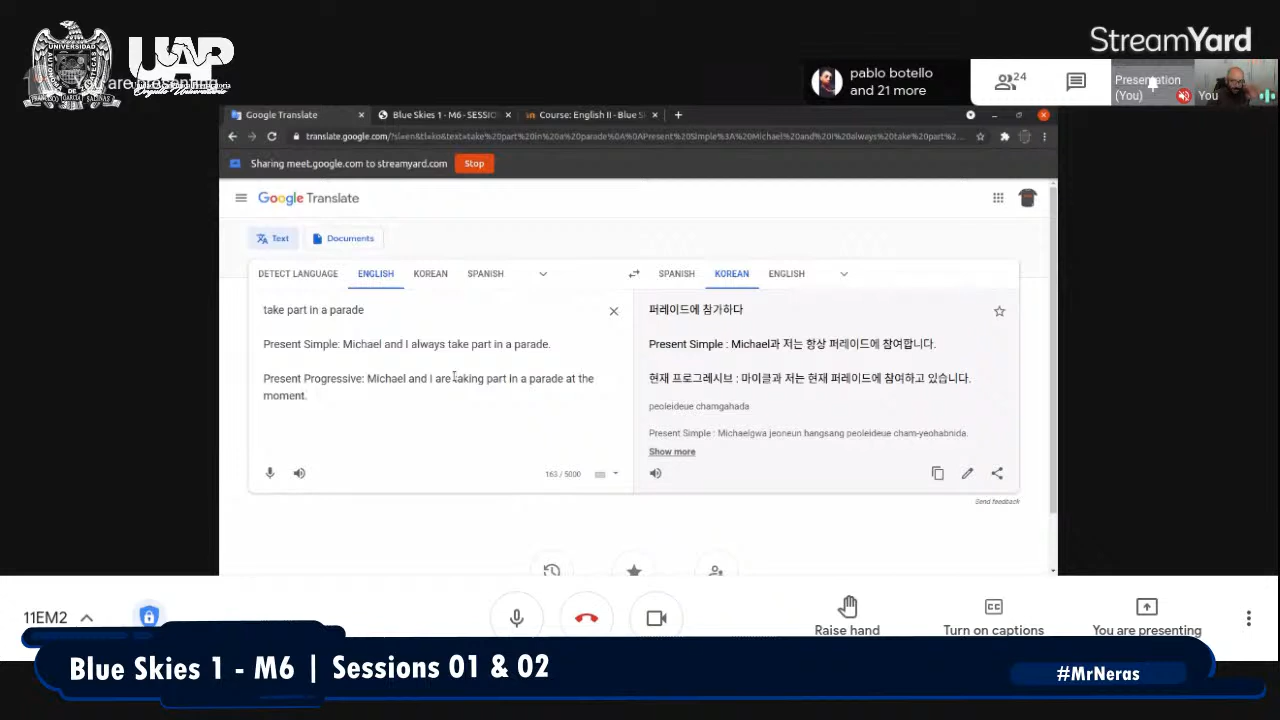 StreamYard
UNIVERSIDAD
FRANCISCO GARCIA SALINAS
UAP
You are presenting
pablo botello
and 21 more
24
Presentation
(You)
You
Google Translate
Blue Skies 1 - M6 - SESSIO
Course: English II - Blue S
Sharing meet.google.com to streamyard.com
Stop
Google Translate
Text
Documents
DETECT LANGUAGE
ENGLISH
KOREAN
SPANISH
SPANISH
KOREAN
ENGLISH
take part in a parade
Present Simple: Michael and I always take part in a parade.
Present Progressive: Michael and I are taking part in a parade at the
moment.
163 / 5000
퍼레이드에 참가하다
Present Simple : Michael과 저는 항상 퍼레이드에 참여합니다.
현재 프로그레시브 : 마이클과 저는 현재 퍼레이드에 참여하고 있습니다.
peoleideue chamgahada
Present Simple : Michaelgwa jeoneun hangsang peoleideue cham-yeohabnida.
Show more
Send feedback
11EM2
Raise hand
Turn on captions
You are presenting
Blue Skies 1 - M6 | Sessions 01 & 02
#MrNeras